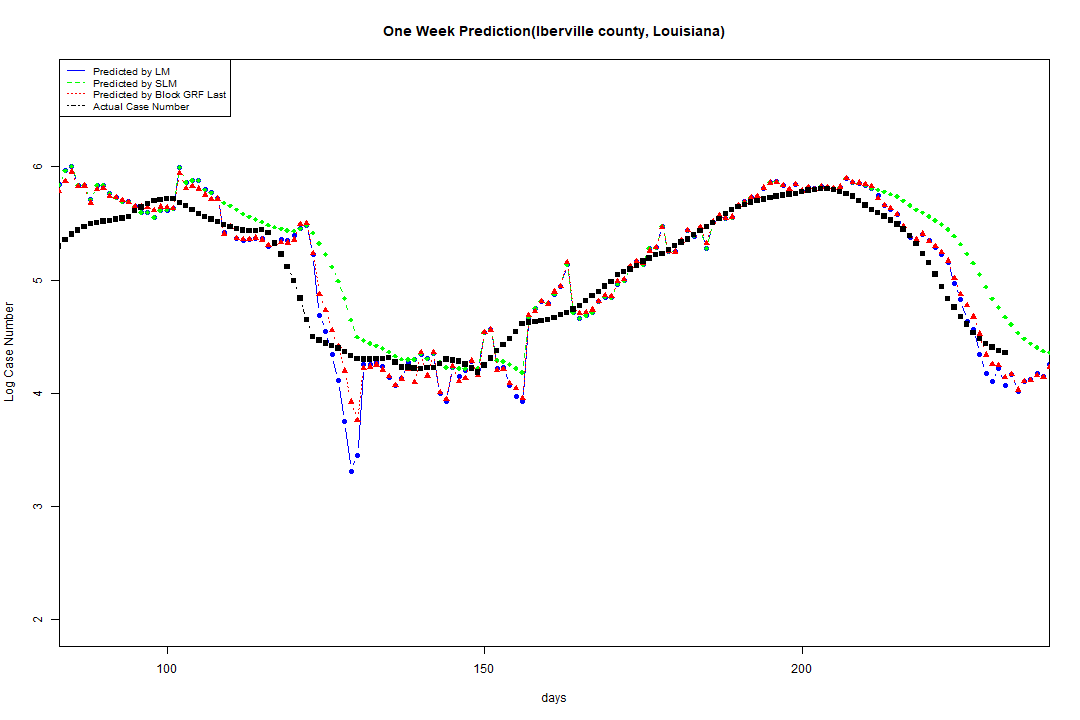 One Week Prediction(Iberville county, Louisiana)
Predicted by LM
Predicted by SLM
Predicted by Block GRF Last
Actual Case Number
6
5
4
3
2
Log Case Number
100 150 200
days